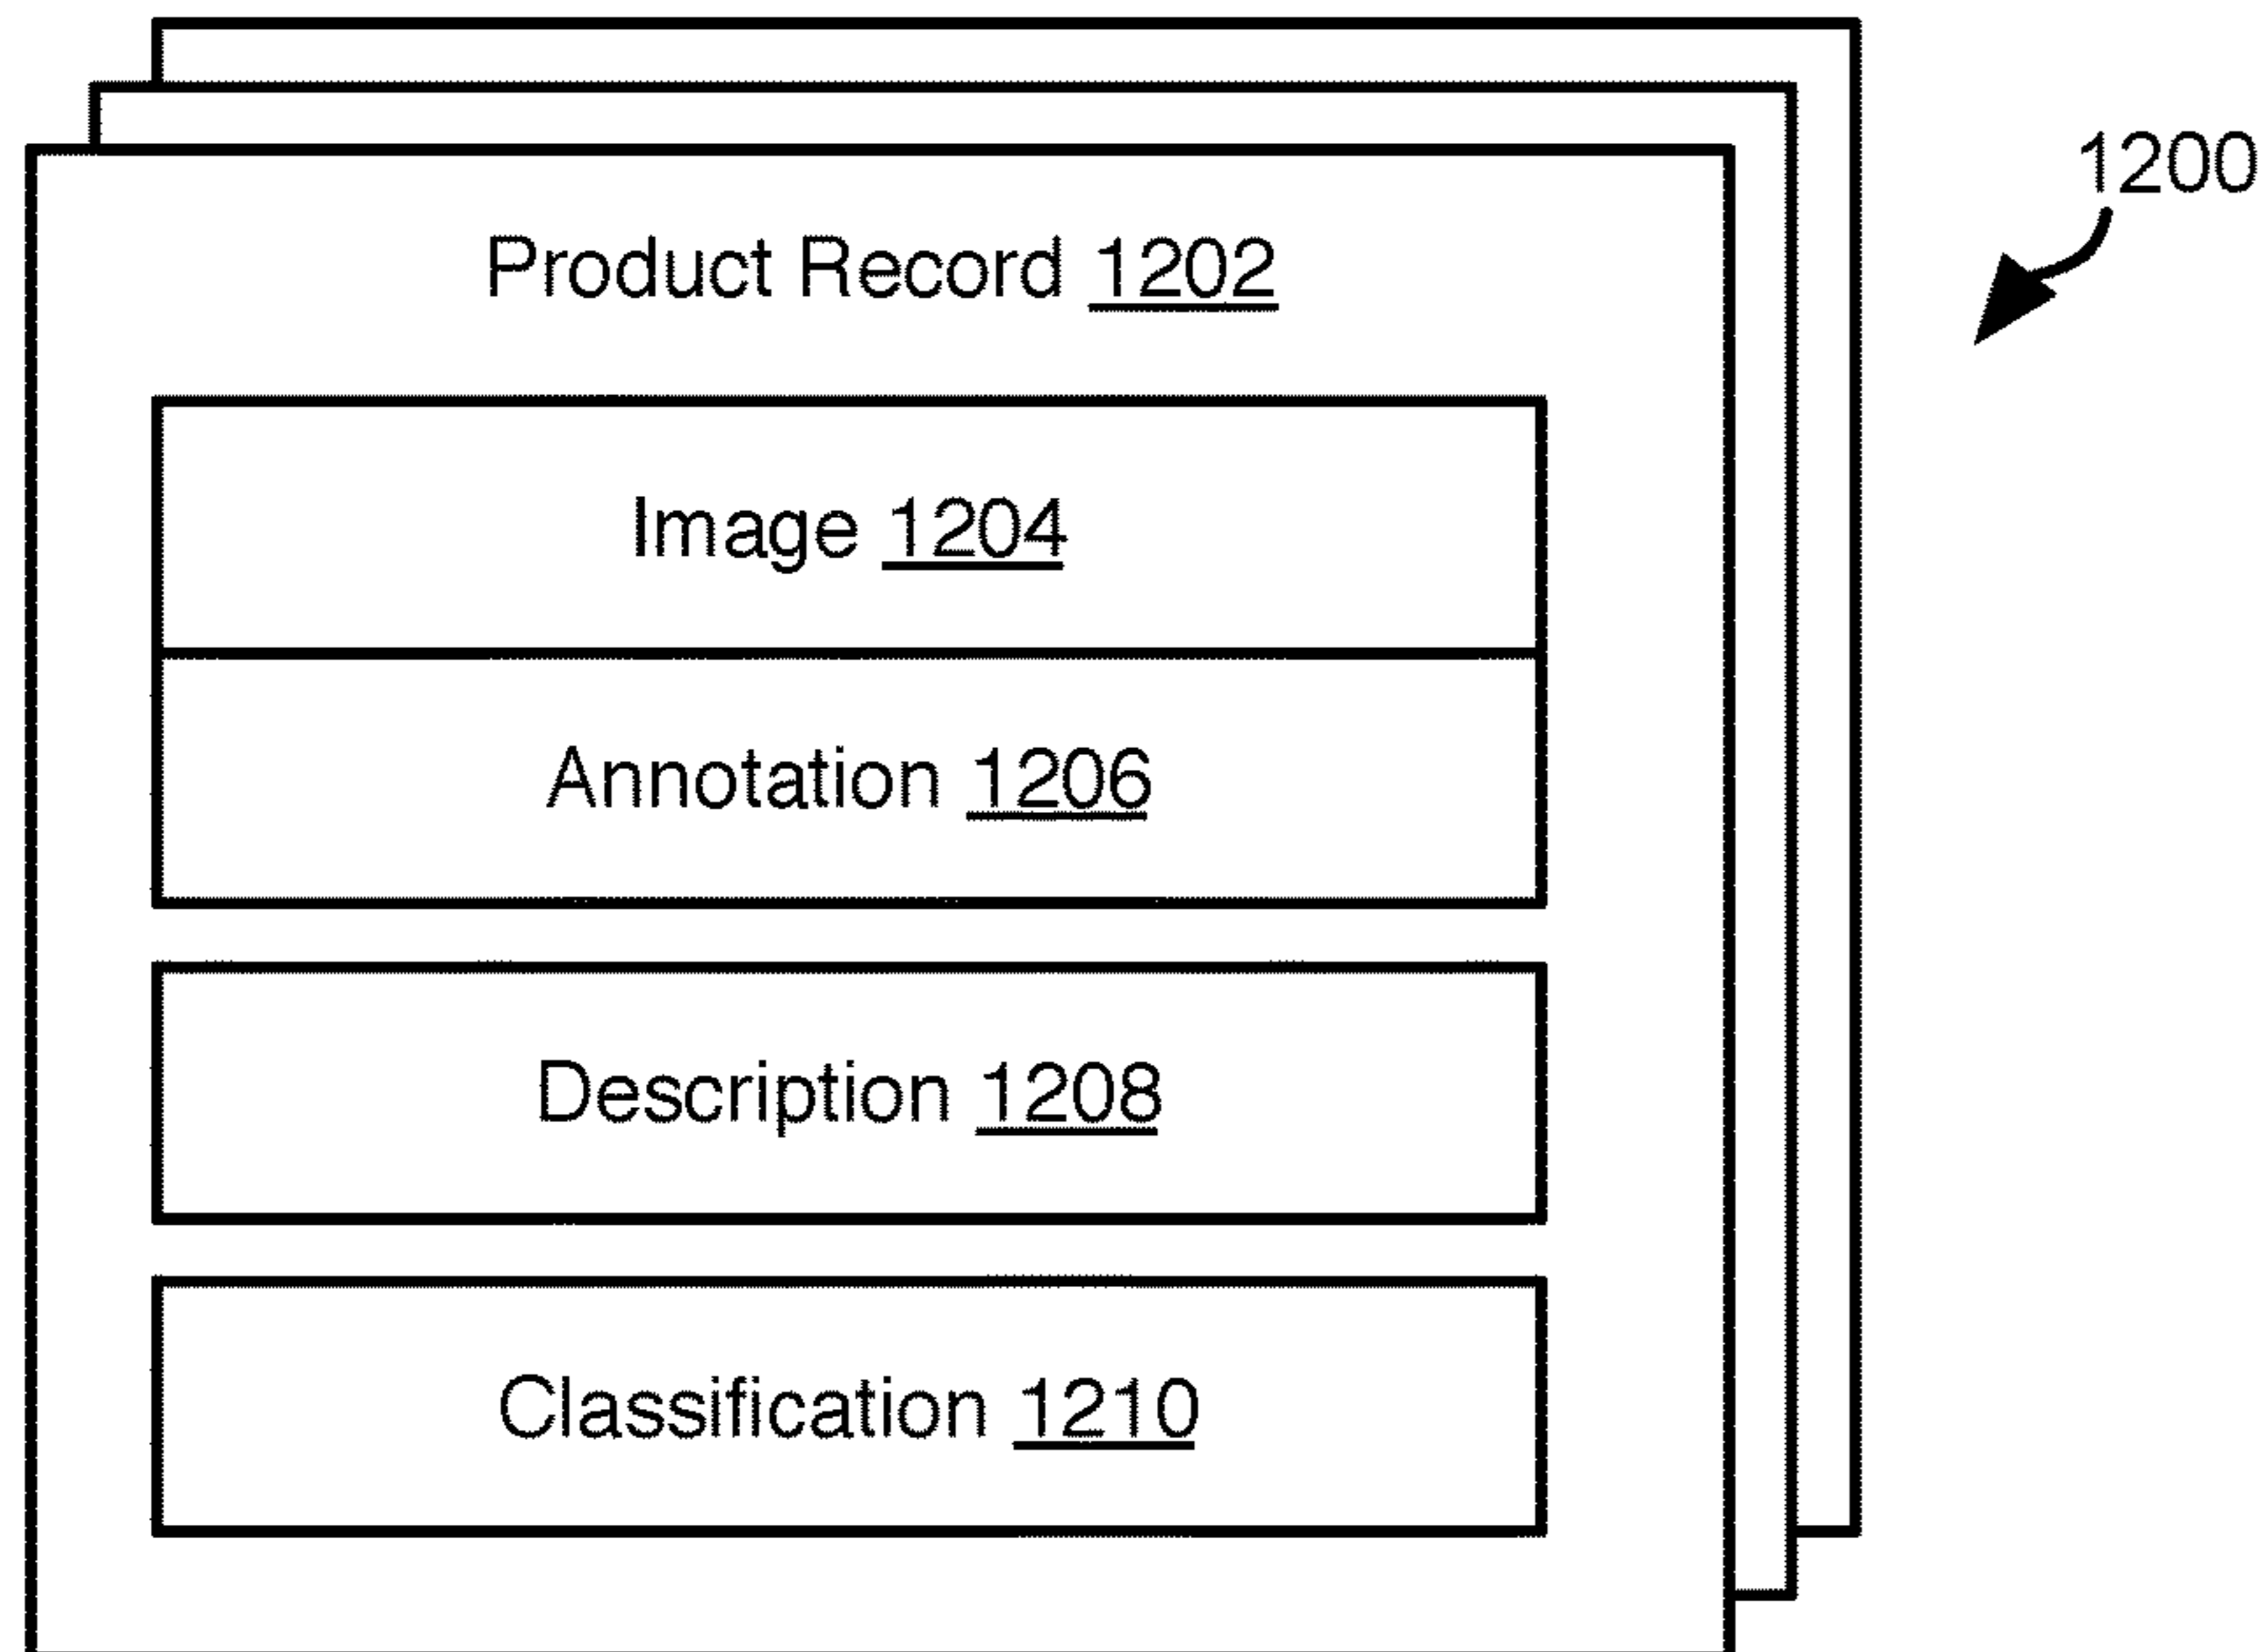 1200
Product Record 1202
Image 1204
Annotation 1206
Description 1208
Classification 1210